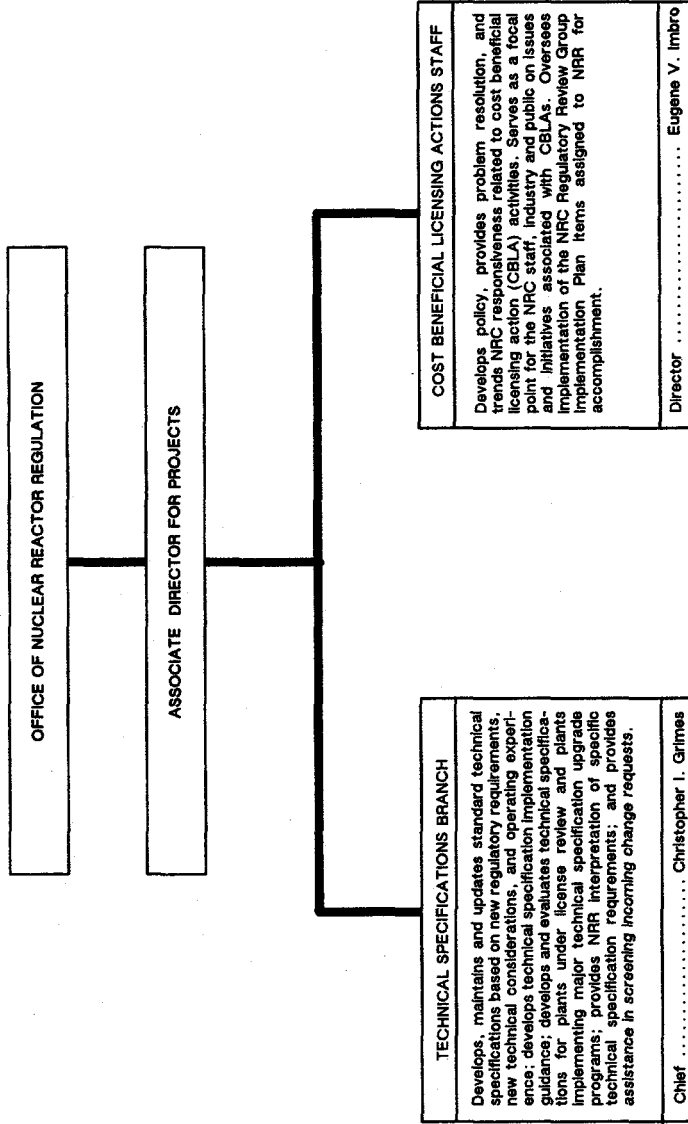 OFFICE OF NUCLEAR REACTOR REGULATION
ASSOCIATE DIRECTOR FOR PROJECTS
TECHNICAL SPECIFICATIONS BRANCH
Develops, maintains and updates standard technical
specifications based on new regulatory requirements,
new technical considerations, and operating experi-
ence; develops technical specification implementation
guidance; develops and evaluates technical specifica-
tions for plants under license review and plants
implementing major technical specification upgrade
programs; provides NRR interpretation of specific
technical specification requrements; and provides
assistance in screening incoming change requests.
Chief ................. Christopher I. Grimes
COST BENEFICIAL LICENSING ACTIONS STAFF
Develops policy, provides problem resolution, and
trends NRC responsiveness related to cost beneficial
licensing action (CBLA) activities. Serves as a focal
point for the NRC staff, industry and public on issues
and initiatives associated with CBLAs. Oversees
implementation of the NRC Regulatory Review Group
Implementation Plan items assigned to NRR for
accomplishment.
Director .................... Eugene V. Imbro